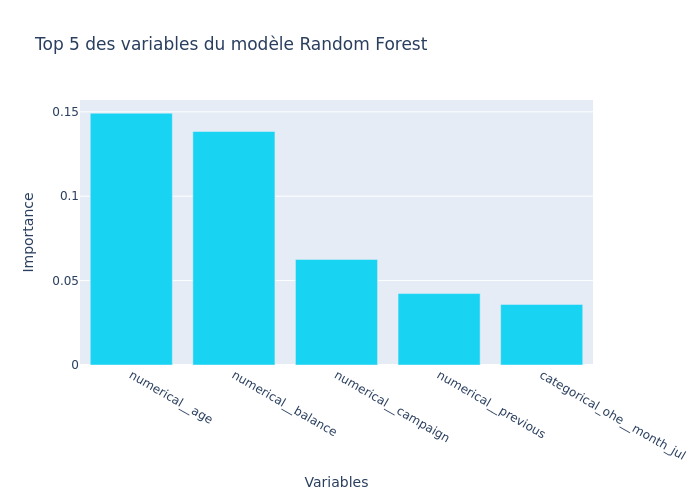 Top 5 des variables du modèle Random Forest
Importance
0.15
0.1
0.05
0
numerical__age
numerical__balance
numerical__campaign
numerical__previous
categorical_ohe__month_jul
Variables